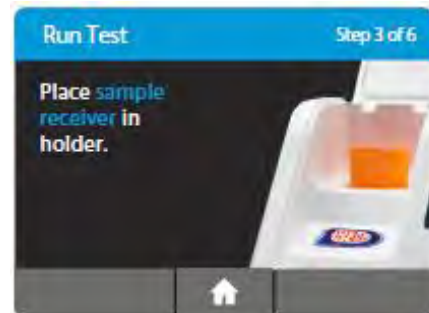 Run Test
Step 3 of 6
Place sample
receiver in
holder.